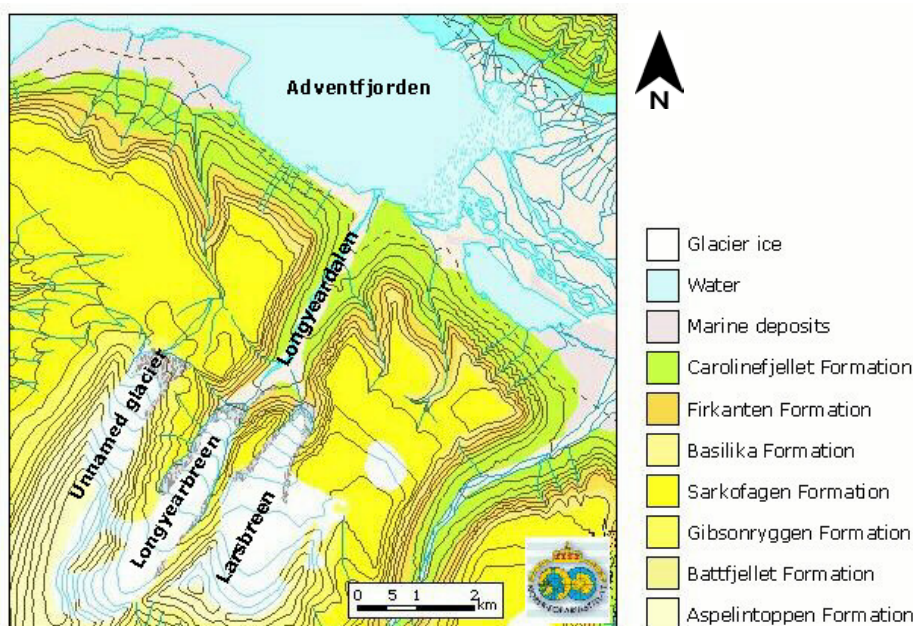 Adventfjorden
N
Longyeardalen
Unnamed glacier
Longyearbreen
Larsbreen
0 5 1 2
km
Glacier ice
Water
Marine deposits
Carolinefjellet Formation
Firkanten Formation
Basilika Formation
Sarkofagen Formation
Gibsonryggen Formation
Battfjellet Formation
Aspelintoppen Formation